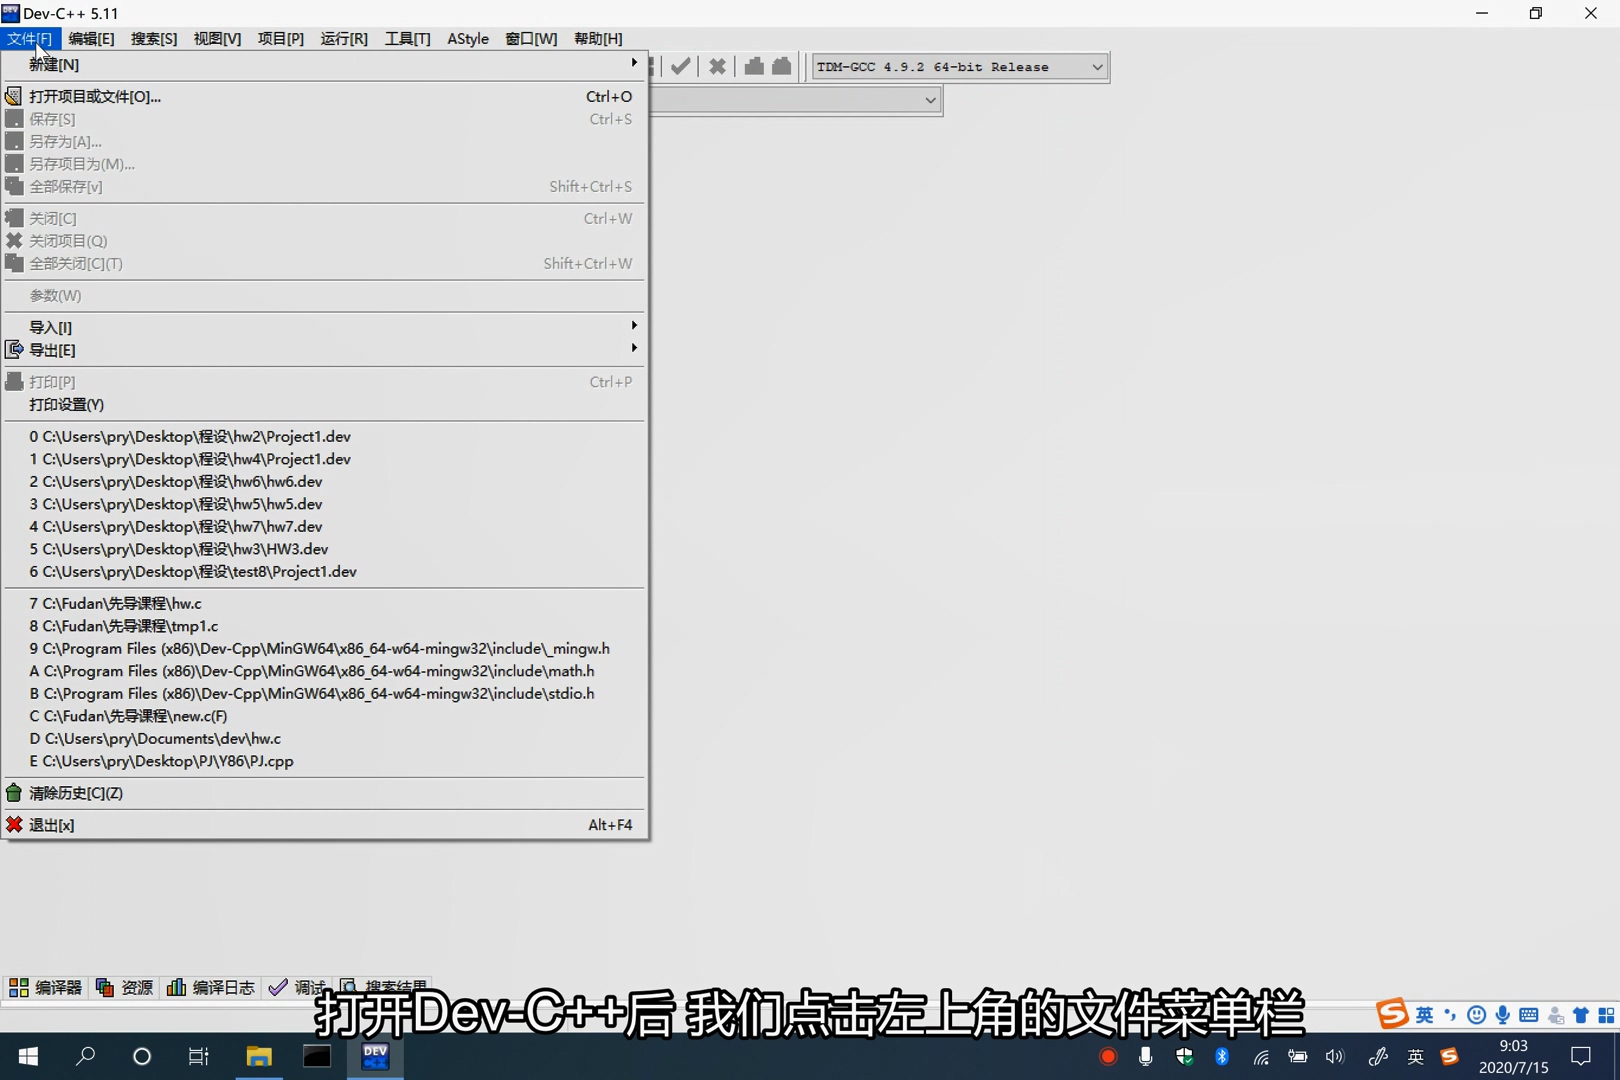 Dev-C++ 5.11
文件[F] 编辑[E] 搜索[S] 视图[V] 项目[P] 运行[R] 工具[T] AStyle 窗口[W] 帮助[H]
新建[N]
TDM-GCC 4.9.2 64-bit Release
打开项目或文件[O]... Ctrl+O
保存[S] Ctrl+S
另存为[A]...
另存项目为(M)...
全部保存[v] Shift+Ctrl+S
关闭[C] Ctrl+W
关闭项目(Q)
全部关闭[C](T) Shift+Ctrl+W
参数(W)
导入[I]
导出[E]
打印[P] Ctrl+P
打印设置(Y)
0 C:\Users\pry\Desktop\程设\hw2\Project1.dev
1 C:\Users\pry\Desktop\程设\hw4\Project1.dev
2 C:\Users\pry\Desktop\程设\hw6\hw6.dev
3 C:\Users\pry\Desktop\程设\hw5\hw5.dev
4 C:\Users\pry\Desktop\程设\hw7\hw7.dev
5 C:\Users\pry\Desktop\程设\hw3\HW3.dev
6 C:\Users\pry\Desktop\程设\test8\Project1.dev
7 C:\Fudan\先导课程\hw.c
8 C:\Fudan\先导课程\tmp1.c
9 C:\Program Files (x86)\Dev-Cpp\MinGW64\x86_64-w64-mingw32\include\_mingw.h
A C:\Program Files (x86)\Dev-Cpp\MinGW64\x86_64-w64-mingw32\include\math.h
B C:\Program Files (x86)\Dev-Cpp\MinGW64\x86_64-w64-mingw32\include\stdio.h
C C:\Fudan\先导课程\new.c(F)
D C:\Users\pry\Documents\dev\hw.c
E C:\Users\pry\Desktop\PJ\Y86\PJ.cpp
清除历史[C](Z)
退出[x] Alt+F4
编译器 资源 编译日志 调试 搜索结果
打开Dev-C++后 我们点击左上角的文件菜单栏
S 英
DEV C++
英 S
9:03
2020/7/15